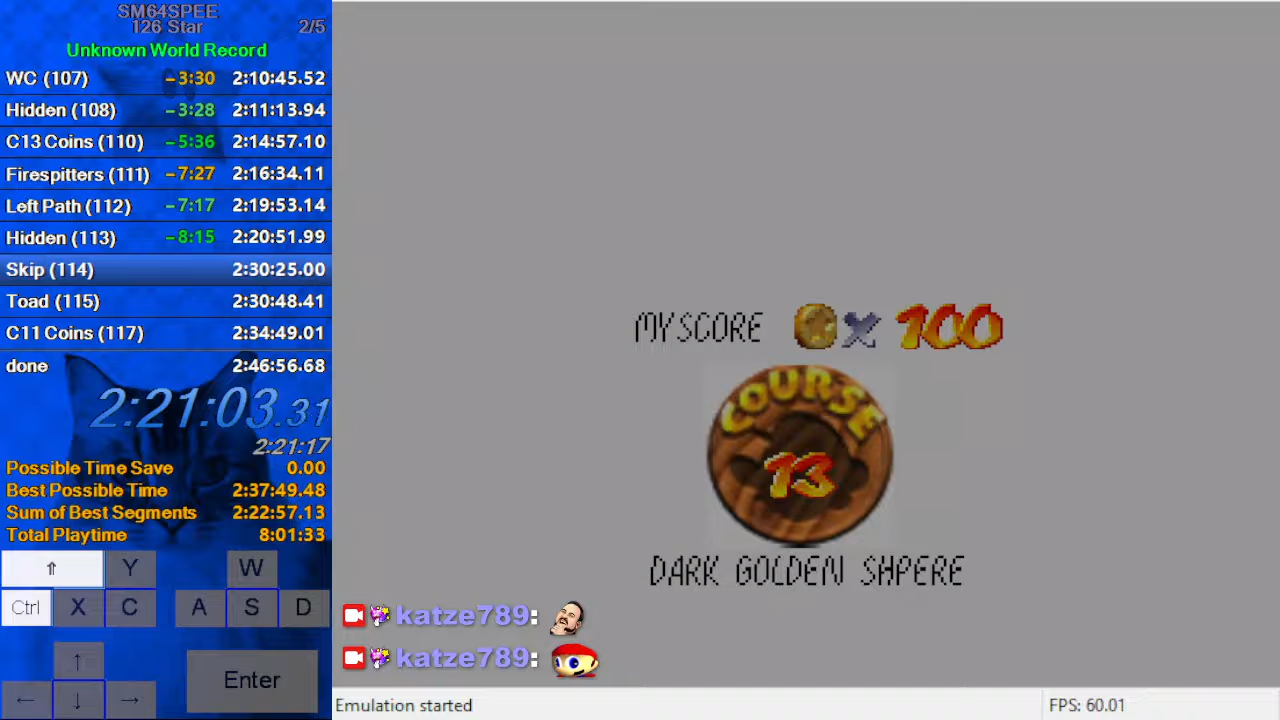 SM64SPEE
126 Star 2/5
Unknown World Record
WC (107) -3:30 2:10:45.52
Hidden (108) -3:28 2:11:13.94
C13 Coins (110) -5:36 2:14:57.10
Firespitters (111) -7:27 2:16:34.11
Left Path (112) -7:17 2:19:53.14
Hidden (113) -8:15 2:20:51.99
Skip (114) 2:30:25.00
Toad (115) 2:30:48.41
C11 Coins (117) 2:34:49.01
done 2:46:56.68
2:21:03.31
2:21:17
Possible Time Save 0.00
Best Possible Time 2:37:49.48
Sum of Best Segments 2:22:57.13
Total Playtime 8:01:33
⇑ Y W
Ctrl X C A S D
↑
← ↓ → Enter
MY SCORE × 100
COURSE
13
DARK GOLDEN SHPERE
katze789:
katze789:
Emulation started FPS: 60.01